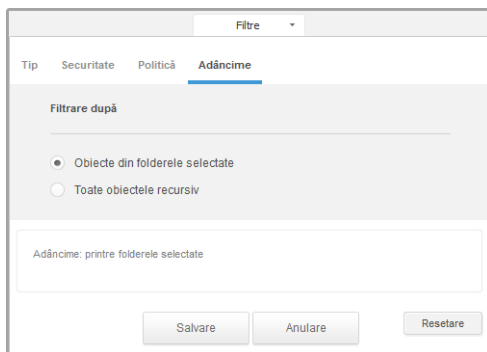 Filtre
Tip Securitate Politică Adâncime
Filtrare după
Obiecte din folderele selectate
Toate obiectele recursiv
Adâncime: printre folderele selectate
Salvare Anulare Resetare